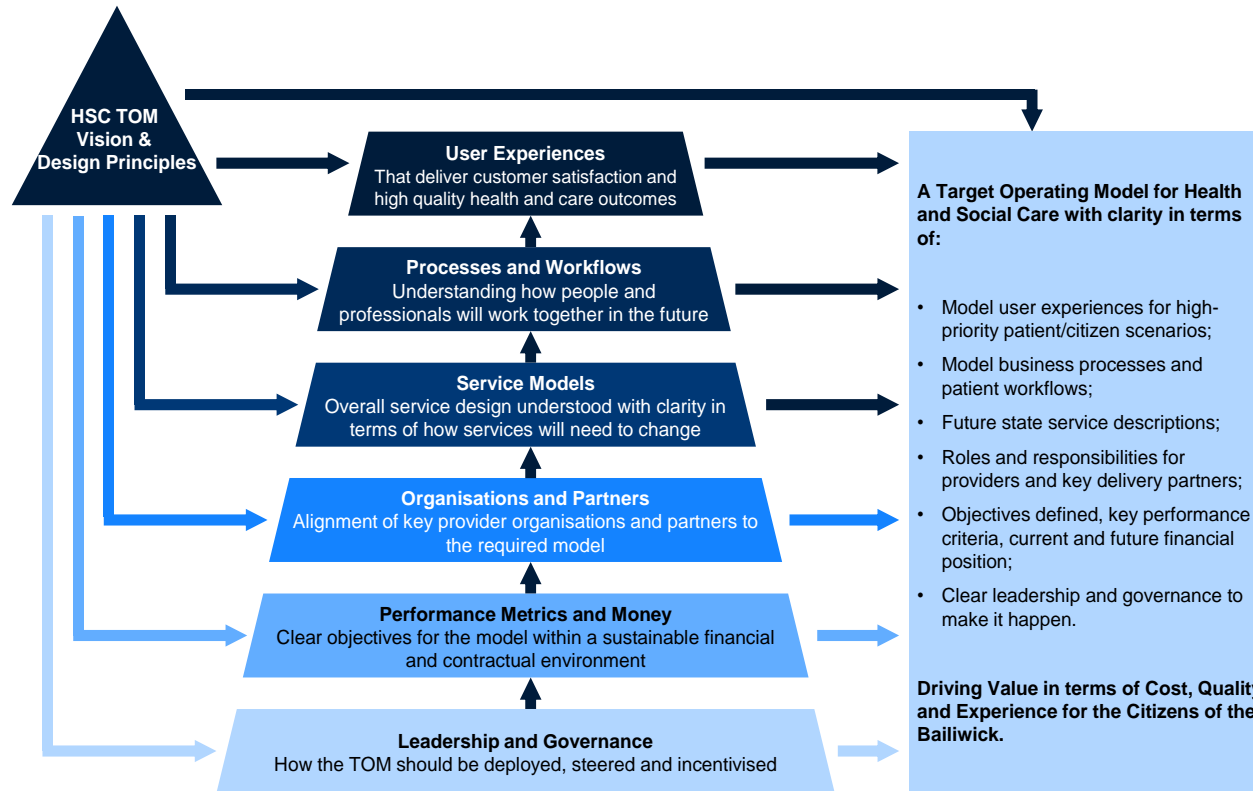 HSC TOM
Vision &
Design Principles
User Experiences
That deliver customer satisfaction and
high quality health and care outcomes
Processes and Workflows
Understanding how people and
professionals will work together in the future
Service Models
Overall service design understood with clarity in
terms of how services will need to change
Organisations and Partners
Alignment of key provider organisations and partners to
the required model
Performance Metrics and Money
Clear objectives for the model within a sustainable financial
and contractual environment
Leadership and Governance
How the TOM should be deployed, steered and incentivised
A Target Operating Model for Health
and Social Care with clarity in terms
of:
• Model user experiences for high-
priority patient/citizen scenarios;
• Model business processes and
patient workflows;
• Future state service descriptions;
• Roles and responsibilities for
providers and key delivery partners;
• Objectives defined, key performance
criteria, current and future financial
position;
• Clear leadership and governance to
make it happen.
Driving Value in terms of Cost, Quality
and Experience for the Citizens of the
Bailiwick.